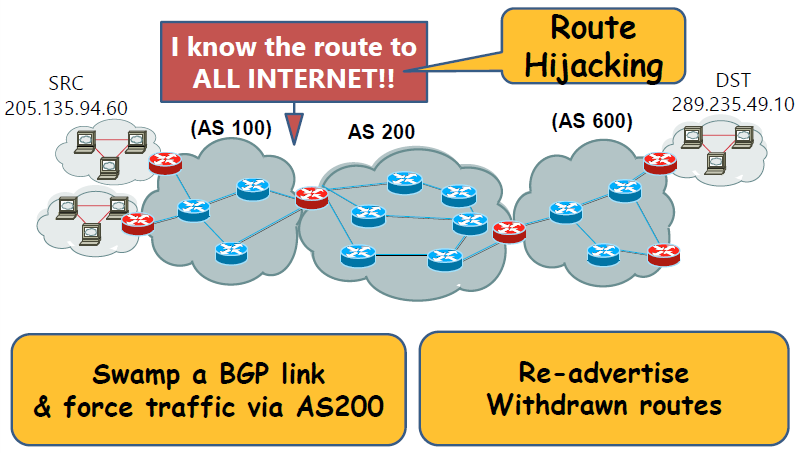 I know the route to
ALL INTERNET!!
Route
Hijacking
SRC
205.135.94.60
DST
289.235.49.10
(AS 100)
AS 200
(AS 600)
Swamp a BGP link
& force traffic via AS200
Re-advertise
Withdrawn routes